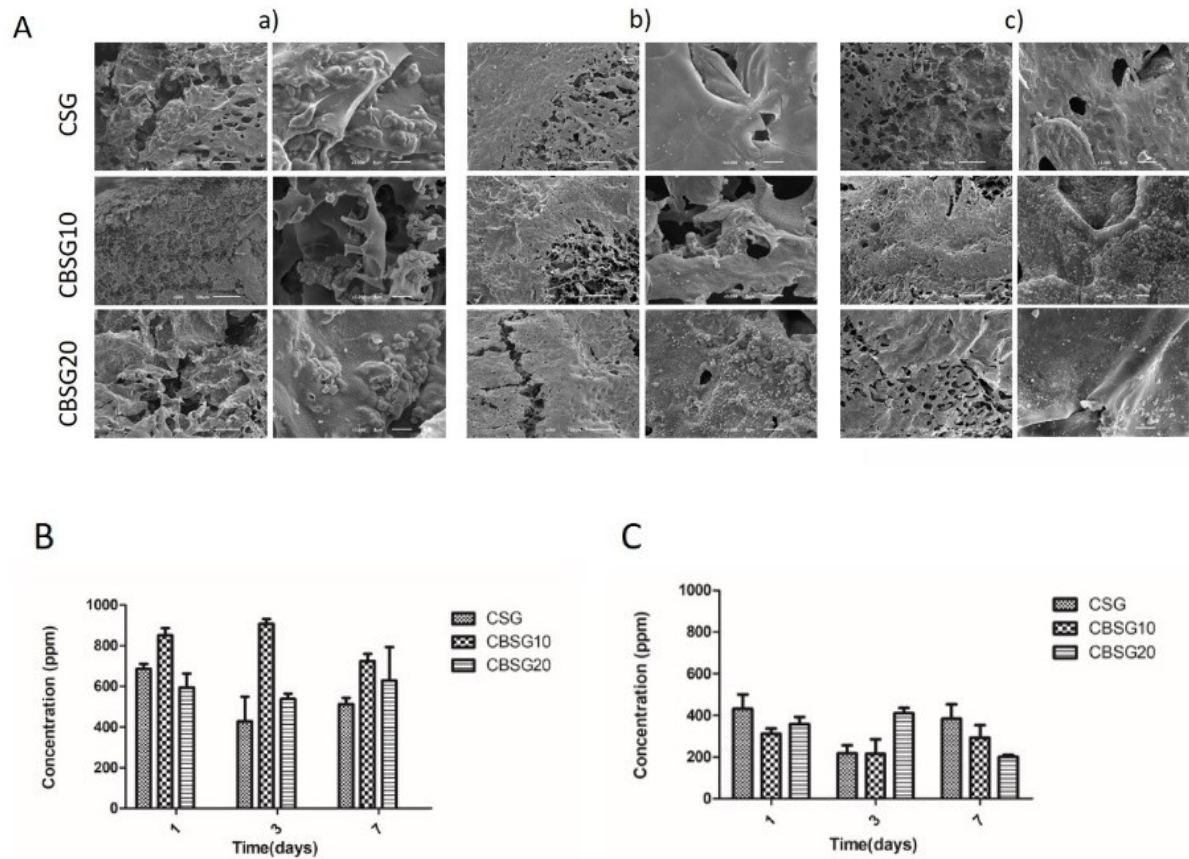 A
a)
b)
c)
CSG
CBSG10
CBSG20
B
Concentration (ppm)
1000
800
600
400
200
0
1
3
7
Time(days)
CSG
CBSG10
CBSG20
C
Concentration (ppm)
1000
800
600
400
200
0
1
3
7
Time(days)
CSG
CBSG10
CBSG20